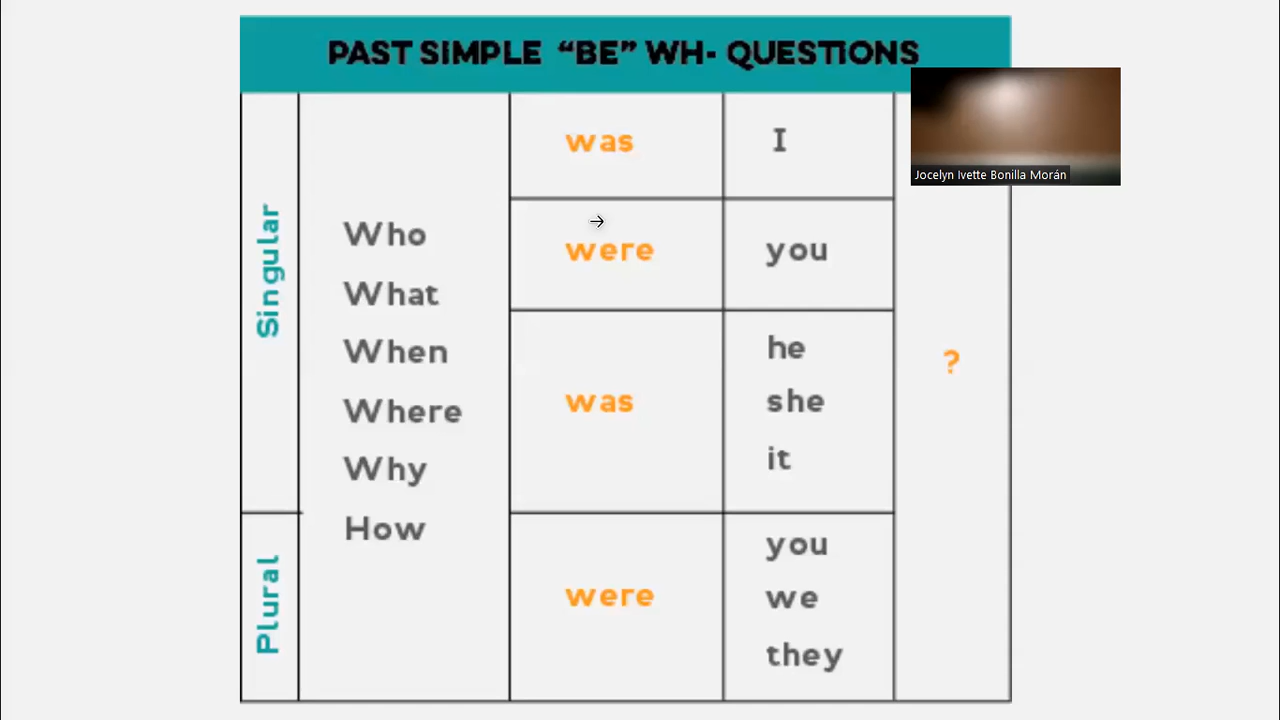 PAST SIMPLE “BE” WH- QUESTIONS
Jocelyn Ivette Bonilla Morán
Singular
Who
What
When
Where
Why
How
was
I
were
you
was
he
she
it
?
Plural
were
you
we
they